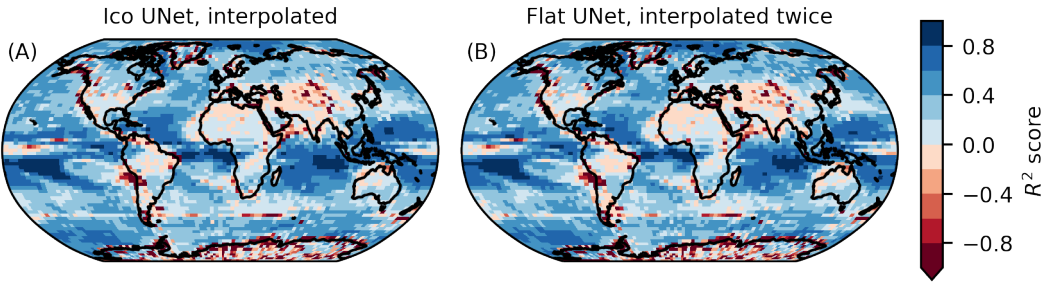 Ico UNet, interpolated
Flat UNet, interpolated twice
(A)
(B)
0.8
0.4
0.0
−0.4
−0.8
R² score